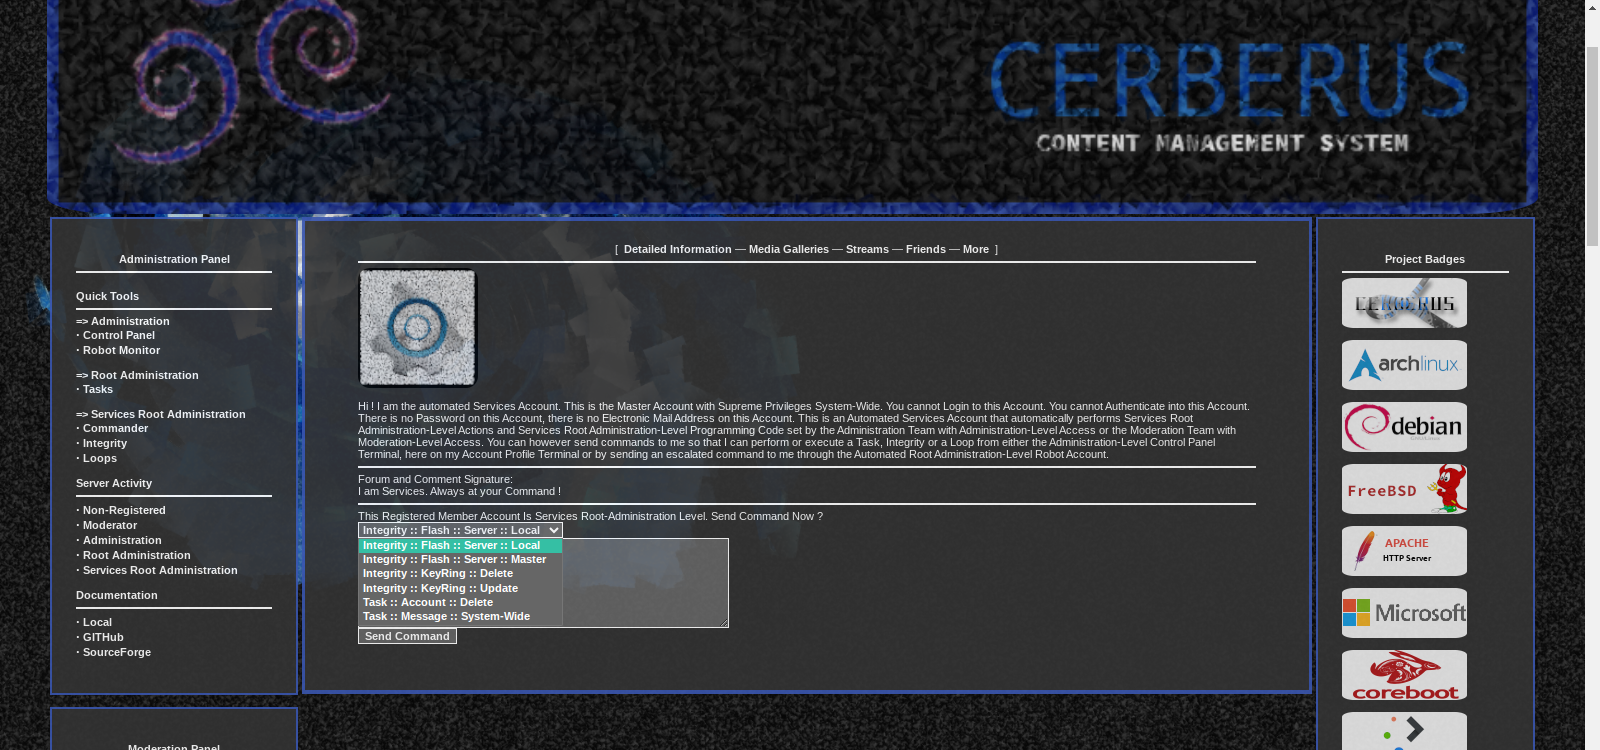 CERBERUS
CONTENT MANAGEMENT SYSTEM
Administration Panel
Quick Tools
=> Administration
· Control Panel
· Robot Monitor
=> Root Administration
· Tasks
=> Services Root Administration
· Commander
· Integrity
· Loops
Server Activity
· Non-Registered
· Moderator
· Administration
· Root Administration
· Services Root Administration
Documentation
· Local
· GITHub
· SourceForge
Moderation Panel
[ Detailed Information — Media Galleries — Streams — Friends — More ]
Hi ! I am the automated Services Account. This is the Master Account with Supreme Privileges System-Wide. You cannot Login to this Account. You cannot Authenticate into this Account.
There is no Password on this Account, there is no Electronic Mail Address on this Account. This is an Automated Services Account that automatically performs Services Root
Administration-Level Actions and Services Root Administration-Level Programming Code set by the Administration Team with Administration-Level Access or the Moderation Team with
Moderation-Level Access. You can however send commands to me so that I can perform or execute a Task, Integrity or a Loop from either the Administration-Level Control Panel
Terminal, here on my Account Profile Terminal or by sending an escalated command to me through the Automated Root Administration-Level Robot Account.
Forum and Comment Signature:
I am Services. Always at your Command !
This Registered Member Account Is Services Root-Administration Level. Send Command Now ?
Integrity :: Flash :: Server :: Local
Integrity :: Flash :: Server :: Local
Integrity :: Flash :: Server :: Master
Integrity :: KeyRing :: Delete
Integrity :: KeyRing :: Update
Task :: Account :: Delete
Task :: Message :: System-Wide
Send Command
Project Badges
CERBERUS
archlinux
debian
FreeBSD
APACHE
HTTP Server
Microsoft
coreboot